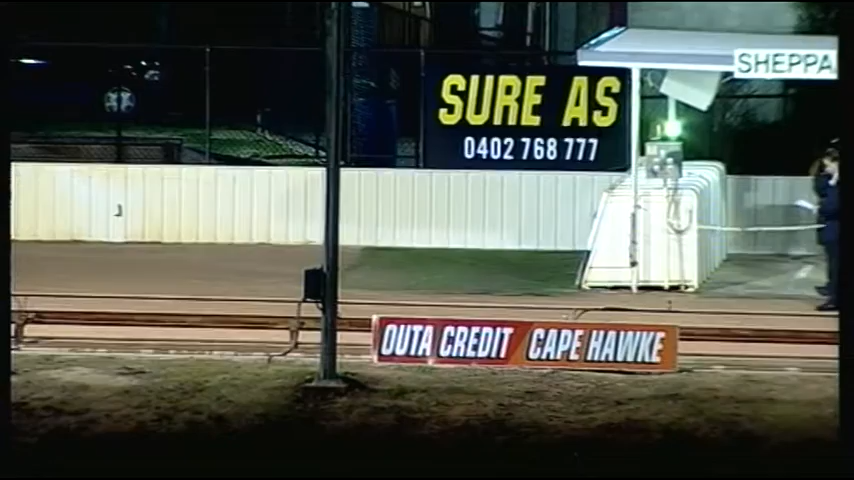 SURE AS
0402 768 777
SHEPPA
OUTA CREDIT CAPE HAWKE